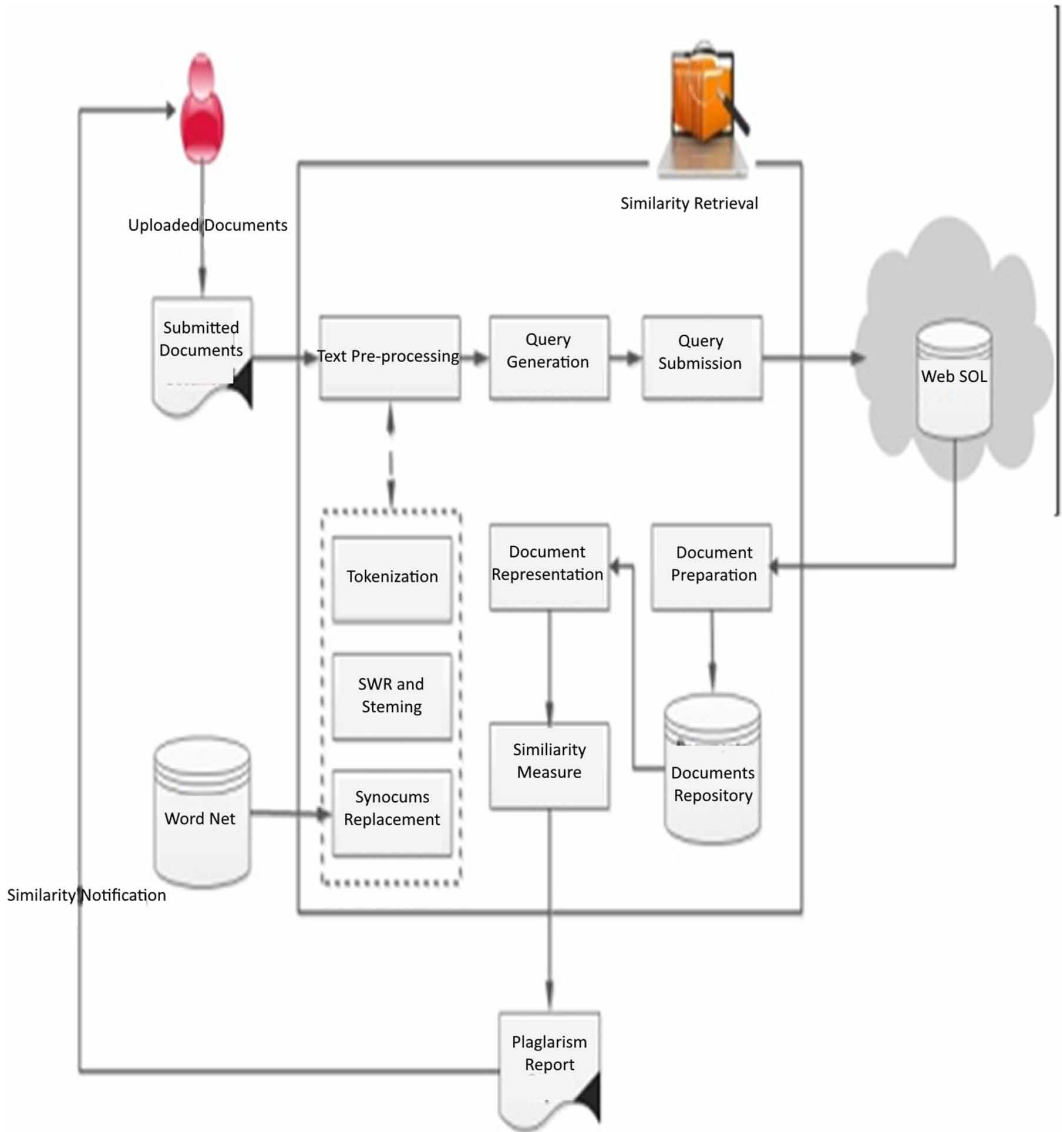 Similarity Retrieval
Uploaded Documents
Submitted
Documents
Text Pre-processing
Query
Generation
Query
Submission
Web SOL
Tokenization
Document
Representation
Document
Preparation
SWR and
Steming
Similiarity
Measure
Documents
Repository
Word Net
Synocums
Replacement
Similarity Notification
Plaglarism
Report